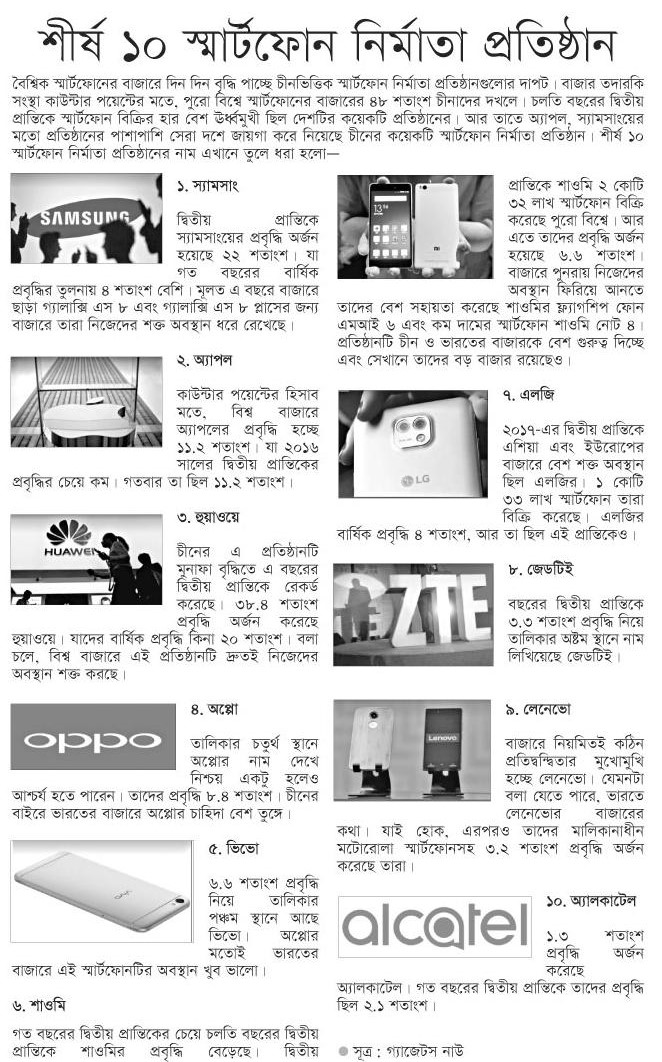 শীর্ষ ১০ স্মার্টফোন নির্মাতা প্রতিষ্ঠান
বৈশ্বিক স্মার্টফোনের বাজারে দিন দিন বৃদ্ধি পাচ্ছে চীনভিত্তিক স্মার্টফোন নির্মাতা প্রতিষ্ঠানগুলোর দাপট। বাজার তদারকি
সংস্থা কাউন্টার পয়েন্টের মতে, পুরো বিশ্বে স্মার্টফোনের বাজারের ৪৮ শতাংশ চীনাদের দখলে। চলতি বছরের দ্বিতীয়
প্রান্তিকে স্মার্টফোন বিক্রির হার বেশ ঊর্ধ্বমুখী ছিল দেশটির কয়েকটি প্রতিষ্ঠানের। আর তাতে অ্যাপল, স্যামসাংয়ের
মতো প্রতিষ্ঠানের পাশাপাশি সেরা দশে জায়গা করে নিয়েছে চীনের কয়েকটি স্মার্টফোন নির্মাতা প্রতিষ্ঠান। শীর্ষ ১০
স্মার্টফোন নির্মাতা প্রতিষ্ঠানের নাম এখানে তুলে ধরা হলো—
SAMSUNG
১. স্যামসাং
দ্বিতীয় প্রান্তিকে
স্যামসাংয়ের প্রবৃদ্ধি অর্জন
হয়েছে ২২ শতাংশ। যা
গত বছরের বার্ষিক
প্রবৃদ্ধির তুলনায় ৪ শতাংশ বেশি। মূলত এ বছরে বাজারে
ছাড়া গ্যালাক্সি এস ৮ এবং গ্যালাক্সি এস ৮ প্লাসের জন্য
বাজারে তারা নিজেদের শক্ত অবস্থান ধরে রেখেছে।
২. অ্যাপল
কাউন্টার পয়েন্টের হিসাব
মতে, বিশ্ব বাজারে
অ্যাপলের প্রবৃদ্ধি হচ্ছে
১১.২ শতাংশ। যা ২০১৬
সালের দ্বিতীয় প্রান্তিকের
প্রবৃদ্ধির চেয়ে কম। গতবার তা ছিল ১১.২ শতাংশ।
HUAWEI
৩. হুয়াওয়ে
চীনের এ প্রতিষ্ঠানটি
মুনাফা বৃদ্ধিতে এ বছরের
দ্বিতীয় প্রান্তিকে রেকর্ড
করেছে। ৩৮.৪ শতাংশ
প্রবৃদ্ধি অর্জন করেছে
হুয়াওয়ে। যাদের বার্ষিক প্রবৃদ্ধি কিনা ২০ শতাংশ। বলা
চলে, বিশ্ব বাজারে এই প্রতিষ্ঠানটি দ্রুতই নিজেদের
অবস্থান শক্ত করছে।
oppo
৪. অপ্পো
তালিকার চতুর্থ স্থানে
অপ্পোর নাম দেখে
নিশ্চয় একটু হলেও
আশ্চর্য হতে পারেন। তাদের প্রবৃদ্ধি ৮.৪ শতাংশ। চীনের
বাইরে ভারতের বাজারে অপ্পোর চাহিদা বেশ তুঙ্গে।
৫. ভিভো
৬.৬ শতাংশ প্রবৃদ্ধি
নিয়ে তালিকার
পঞ্চম স্থানে আছে
ভিভো। অপ্পোর
মতোই ভারতের
বাজারে এই স্মার্টফোনটির অবস্থান খুব ভালো।
৬. শাওমি
গত বছরের দ্বিতীয় প্রান্তিকের চেয়ে চলতি বছরের দ্বিতীয়
প্রান্তিকে শাওমির প্রবৃদ্ধি বেড়েছে। দ্বিতীয়
প্রান্তিকে শাওমি ২ কোটি
৩২ লাখ স্মার্টফোন বিক্রি
করেছে পুরো বিশ্বে। আর
এতে তাদের প্রবৃদ্ধি অর্জন
হয়েছে ৬.৬ শতাংশ।
বাজারে পুনরায় নিজেদের
অবস্থান ফিরিয়ে আনতে
তাদের বেশ সহায়তা করেছে শাওমির ফ্ল্যাগশিপ ফোন
এমআই ৬ এবং কম দামের স্মার্টফোন শাওমি নোট ৪।
প্রতিষ্ঠানটি চীন ও ভারতের বাজারকে বেশ গুরুত্ব দিচ্ছে
এবং সেখানে তাদের বড় বাজার রয়েছেও।
LG
৭. এলজি
২০১৭-এর দ্বিতীয় প্রান্তিকে
এশিয়া এবং ইউরোপের
বাজারে বেশ শক্ত অবস্থান
ছিল এলজির। ১ কোটি
৩৩ লাখ স্মার্টফোন তারা
বিক্রি করেছে। এলজির
বার্ষিক প্রবৃদ্ধি ৪ শতাংশ, আর তা ছিল এই প্রান্তিকেও।
ZTE
৮. জেডটিই
বছরের দ্বিতীয় প্রান্তিকে
৩.৩ শতাংশ প্রবৃদ্ধি নিয়ে
তালিকার অষ্টম স্থানে নাম
লিখিয়েছে জেডটিই।
Lenovo
৯. লেনেভো
বাজারে নিয়মিতই কঠিন
প্রতিদ্বন্দ্বিতার মুখোমুখি
হচ্ছে লেনেভো। যেমনটা
বলা যেতে পারে, ভারতে
লেনেভোর বাজারের
কথা। যাই হোক, এরপরও তাদের মালিকানাধীন
মটোরোলা স্মার্টফোনসহ ৩.২ শতাংশ প্রবৃদ্ধি অর্জন
করেছে তারা।
alcatel
১০. অ্যালকাটেল
১.৩ শতাংশ
প্রবৃদ্ধি অর্জন
করেছে
অ্যালকাটেল। গত বছরের দ্বিতীয় প্রান্তিকে তাদের প্রবৃদ্ধি
ছিল ২.১ শতাংশ।
সূত্র : গ্যাজেটস নাউ